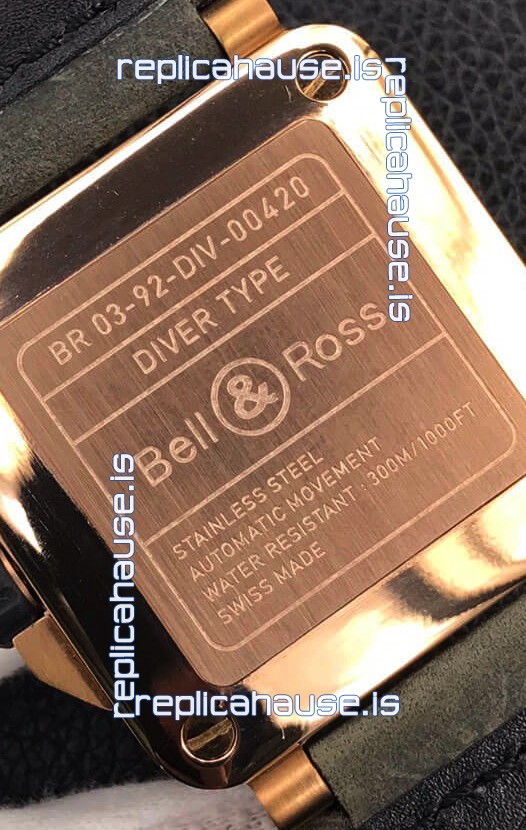 replicahause.is
replicahause.is
BR 03-92-DIV-00420
DIVER TYPE
Bell & Ross
STAINLESS STEEL
AUTOMATIC MOVEMENT
WATER RESISTANT : 300M/1000FT
SWISS MADE
replicahause.is
replicahause.is